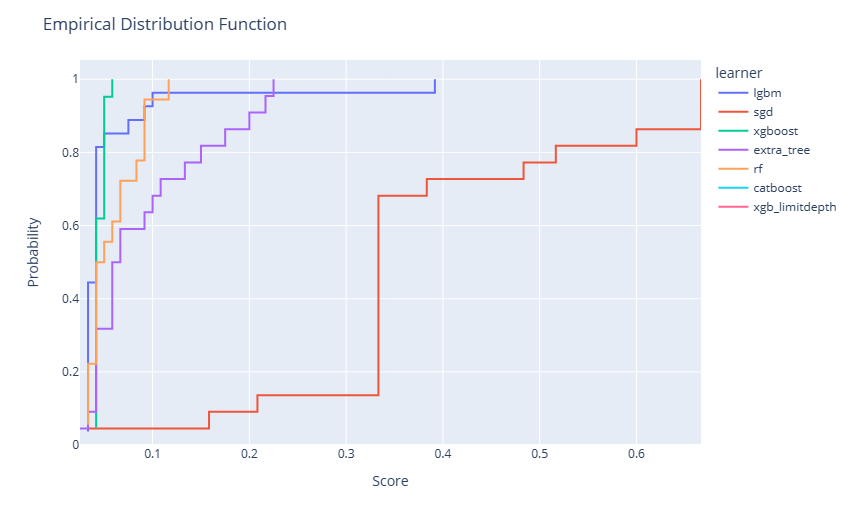 Empirical Distribution Function
learner
lgbm
sgd
xgboost
extra_tree
rf
catboost
xgb_limitdepth
Probability
1
0.8
0.6
0.4
0.2
0
0.1
0.2
0.3
0.4
0.5
0.6
Score